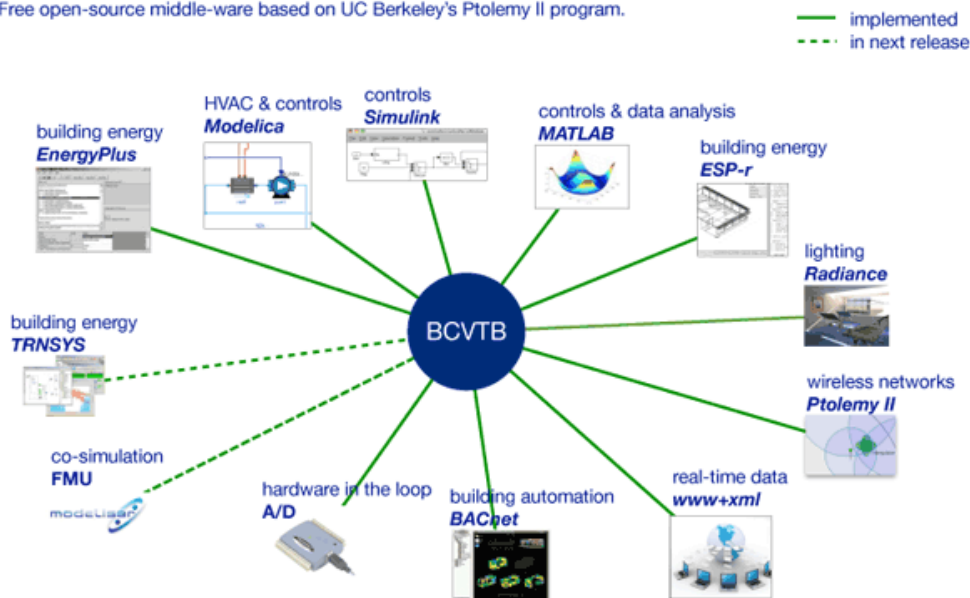 Free open-source middle-ware based on UC Berkeley's Ptolemy II program.
implemented
in next release
building energy
EnergyPlus
HVAC & controls
Modelica
controls
Simulink
controls & data analysis
MATLAB
building energy
ESP-r
lighting
Radiance
BCVTB
building energy
TRNSYS
wireless networks
Ptolemy II
co-simulation
FMU
modelisar
hardware in the loop
A/D
building automation
BACnet
real-time data
www+xml